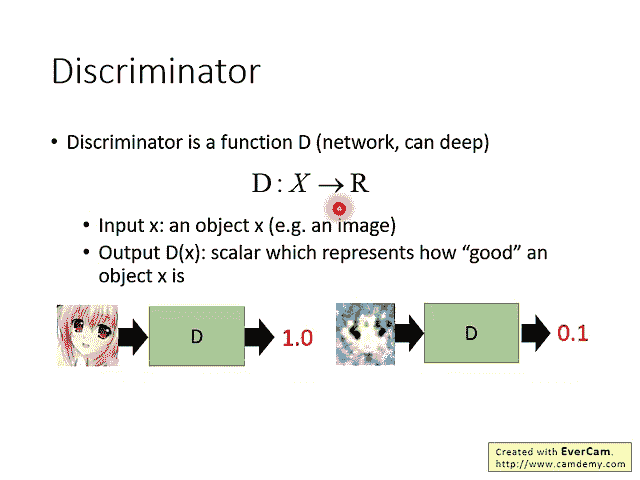 Discriminator
• Discriminator is a function D (network, can deep)
D : X → R
• Input x: an object x (e.g. an image)
• Output D(x): scalar which represents how “good” an
object x is
D 1.0 D 0.1
Created with EverCam.
http://www.camdemy.com